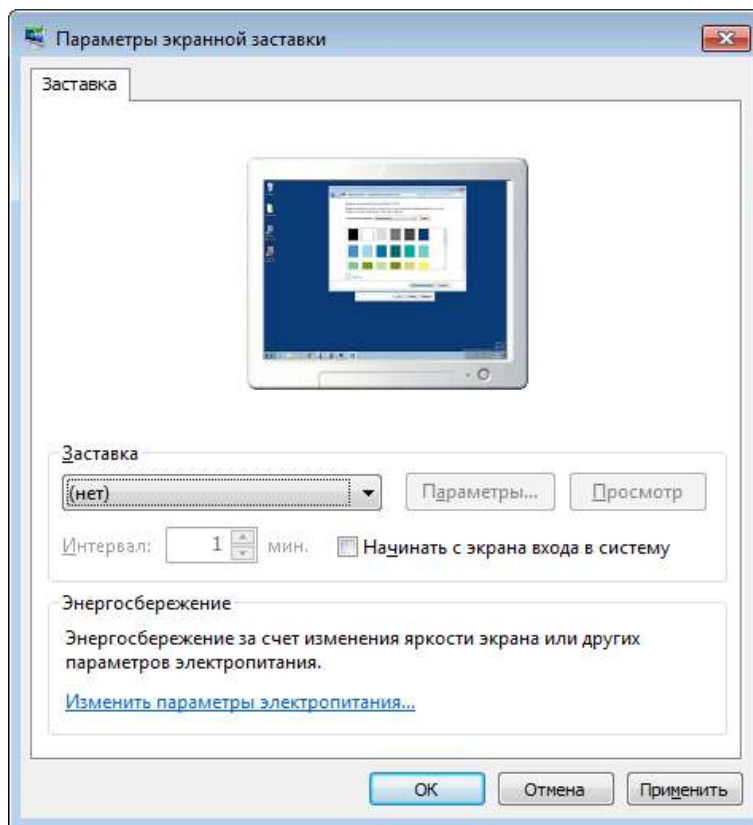 Параметры экранной заставки
Заставка
Заставка
(нет)
Параметры...
Просмотр
Интервал: 1 мин.
Начинать с экрана входа в систему
Энергосбережение
Энергосбережение за счет изменения яркости экрана или других
параметров электропитания.
Изменить параметры электропитания...
ОК
Отмена
Применить